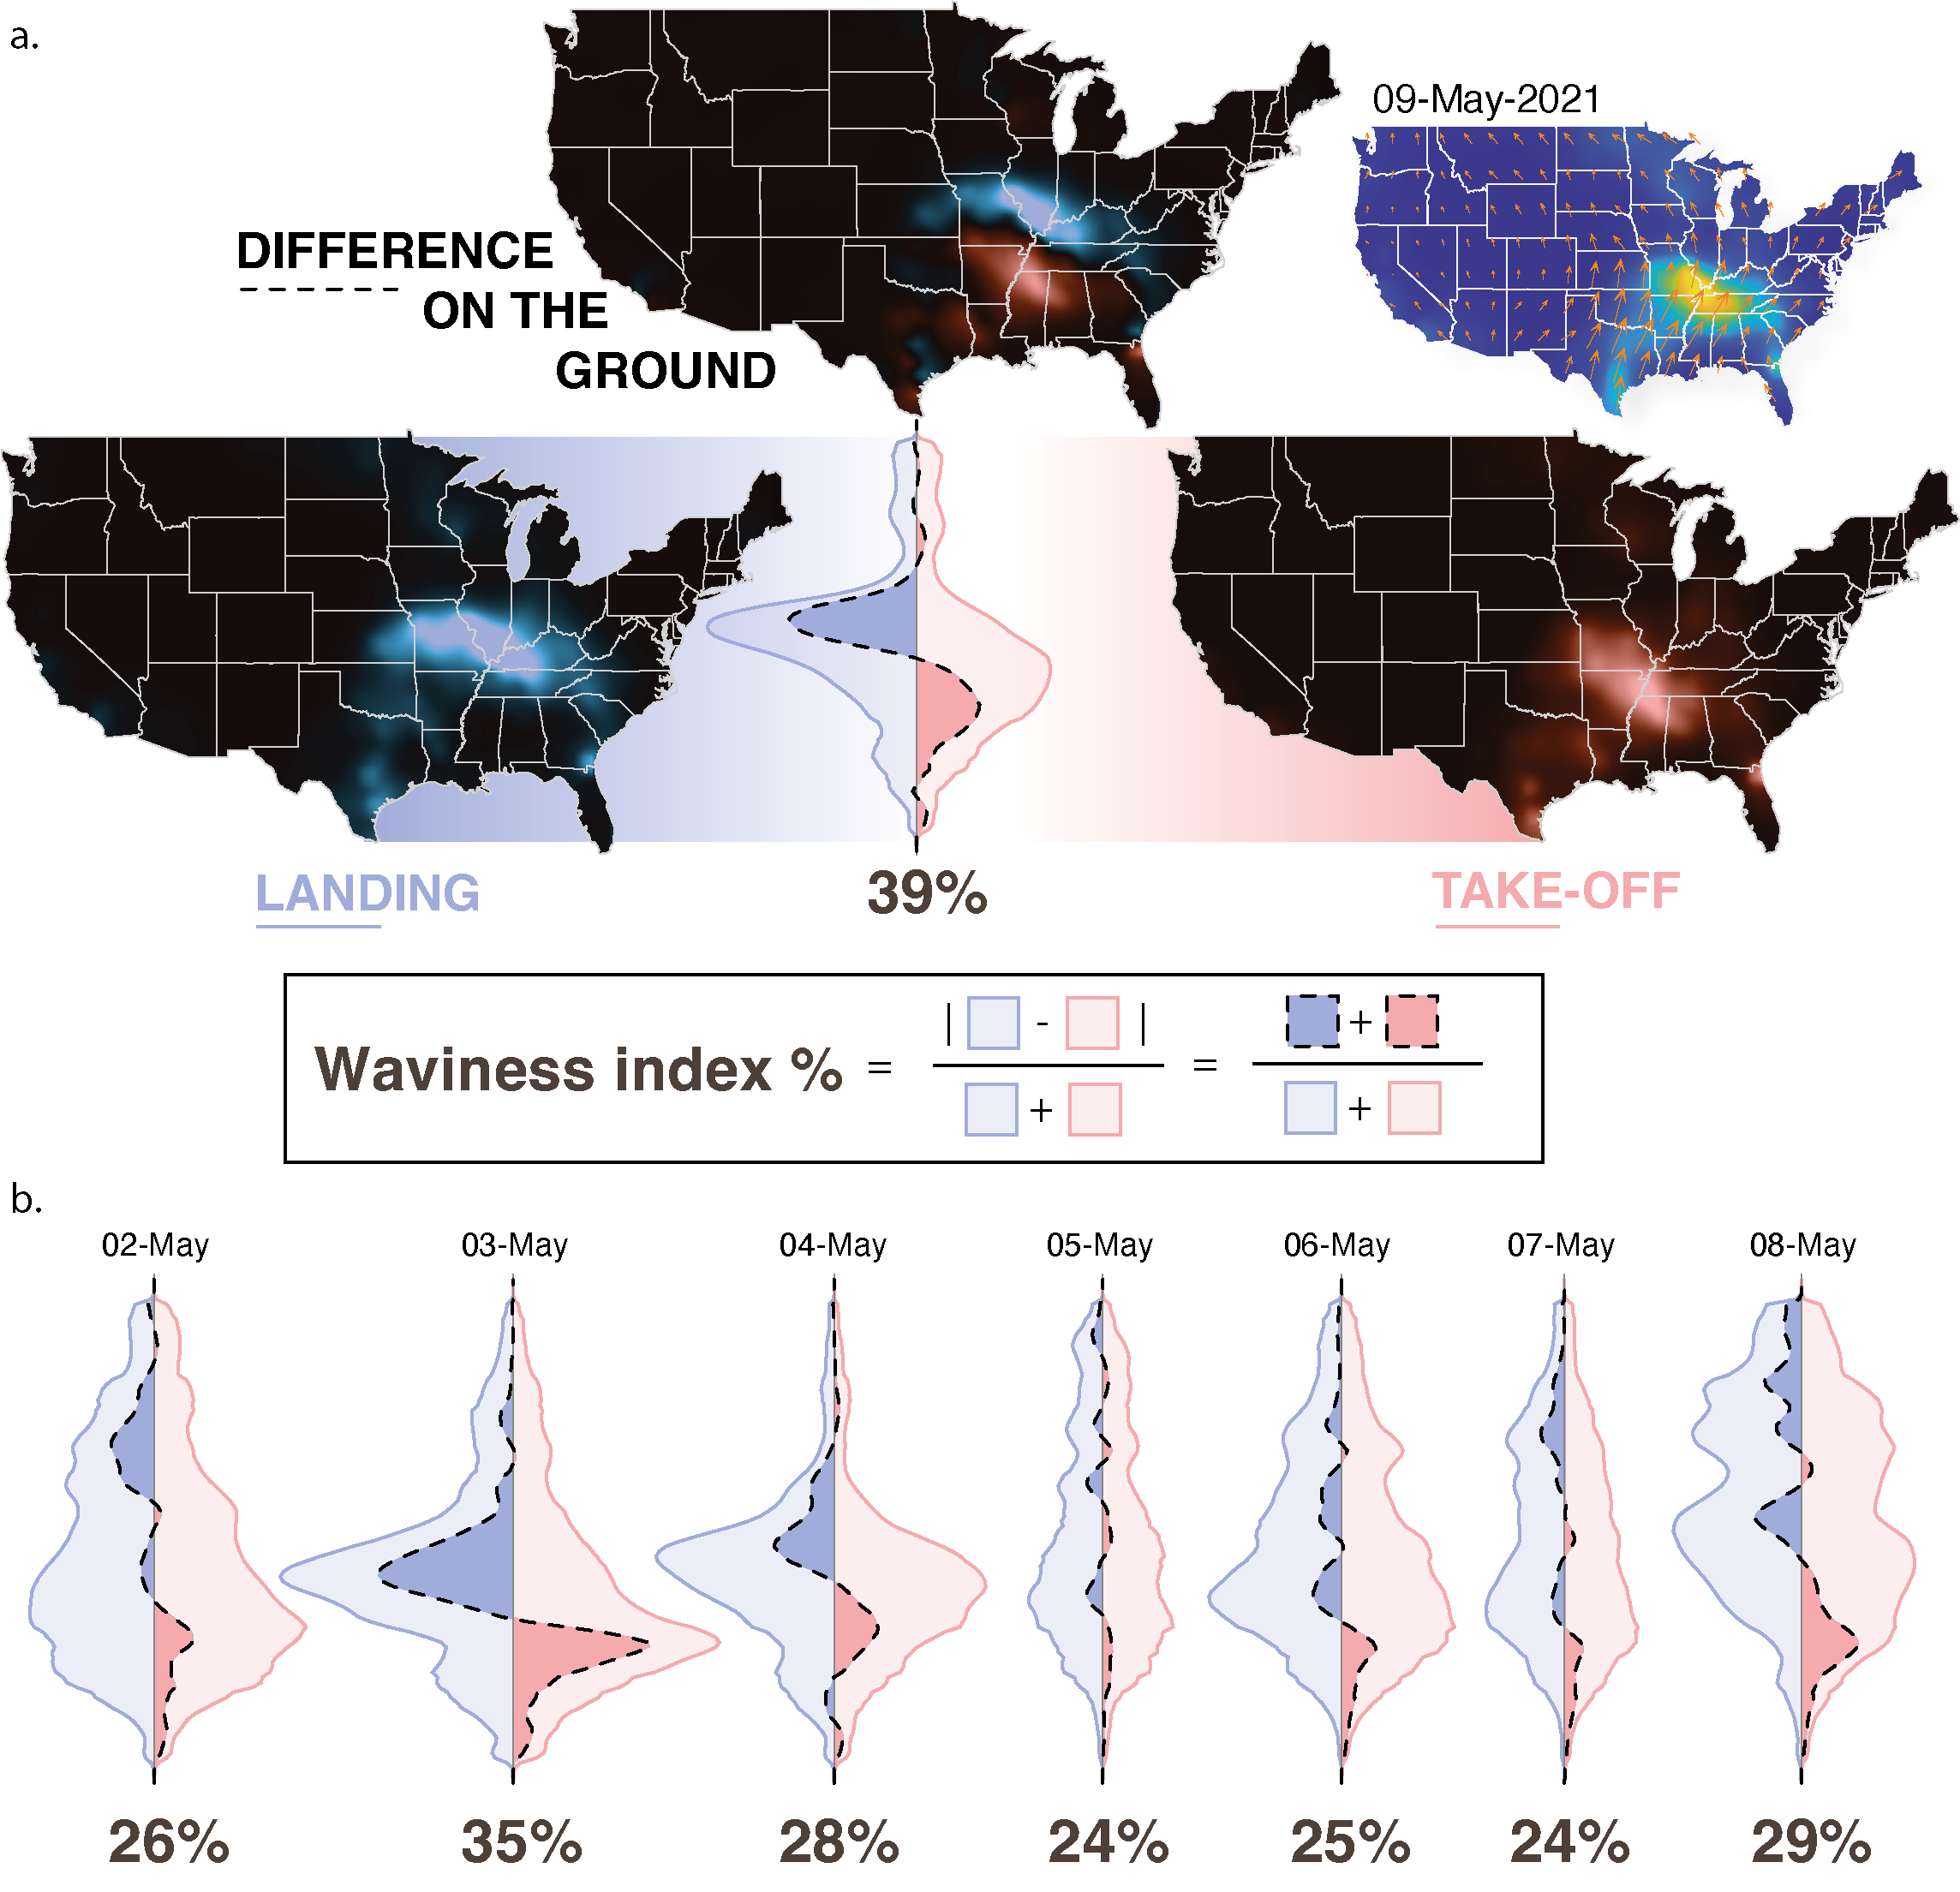 a.
09-May-2021
DIFFERENCE
ON THE
GROUND
LANDING
39%
TAKE-OFF
| - |
+
Waviness index % = =
+
+
b.
02-May 03-May 04-May 05-May 06-May 07-May 08-May
26% 35% 28% 24% 25% 24% 29%